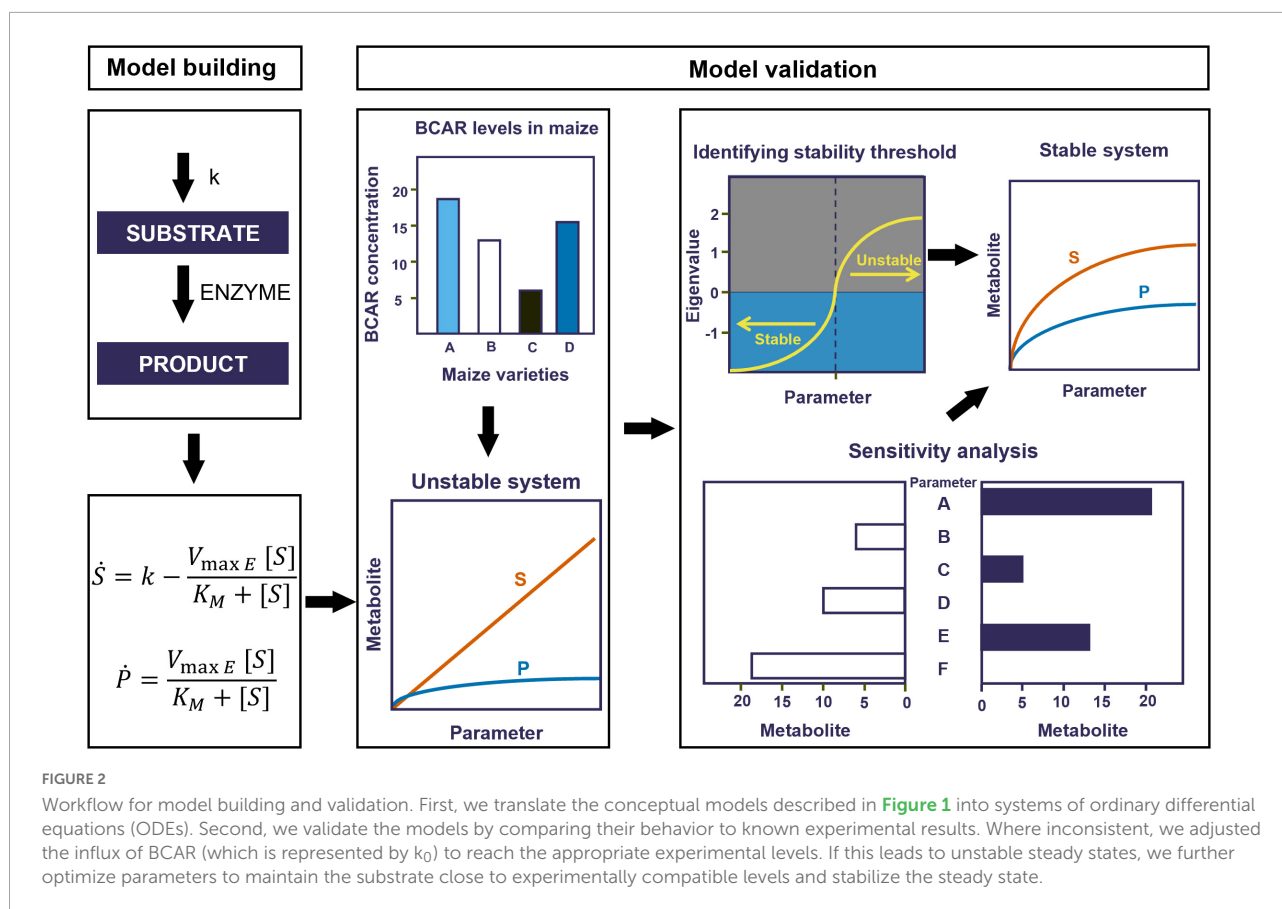 Model building
Model validation
k
SUBSTRATE
ENZYME
PRODUCT
Ṡ = k − V_max E [S] / (K_M + [S])
Ṗ = V_max E [S] / (K_M + [S])
BCAR levels in maize
BCAR concentration
20
15
10
5
A B C D
Maize varieties
Unstable system
Metabolite
S
P
Parameter
Identifying stability threshold
Eigenvalue
2
1
0
-1
Unstable
Stable
Parameter
Stable system
Metabolite
S
P
Parameter
Sensitivity analysis
Parameter
A
B
C
D
E
F
20 15 10 5 0
Metabolite
0 5 10 15 20
Metabolite
FIGURE 2
Workflow for model building and validation. First, we translate the conceptual models described in Figure 1 into systems of ordinary differential
equations (ODEs). Second, we validate the models by comparing their behavior to known experimental results. Where inconsistent, we adjusted
the influx of BCAR (which is represented by k₀) to reach the appropriate experimental levels. If this leads to unstable steady states, we further
optimize parameters to maintain the substrate close to experimentally compatible levels and stabilize the steady state.